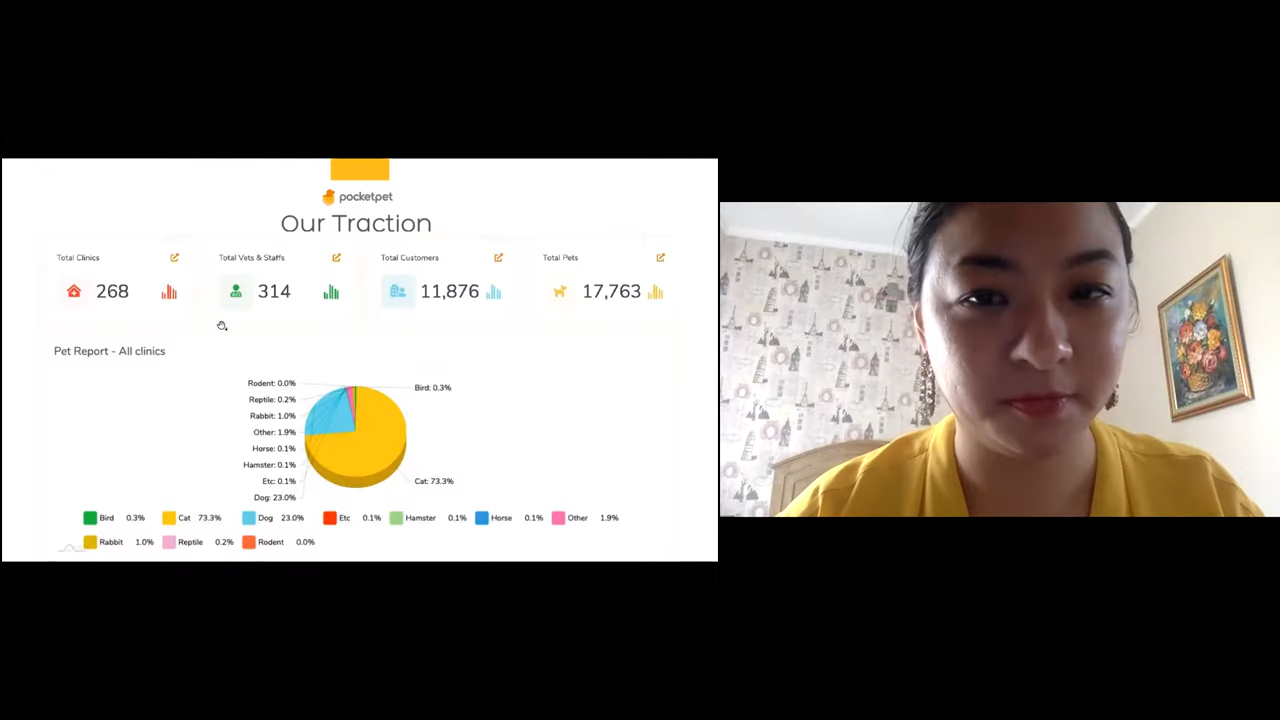 pocketpet
Our Traction
Total Clinics
268
Total Vets & Staffs
314
Total Customers
11,876
Total Pets
17,763
Pet Report - All clinics
Rodent: 0.0%
Reptile: 0.2%
Rabbit: 1.0%
Other: 1.9%
Horse: 0.1%
Hamster: 0.1%
Etc: 0.1%
Dog: 23.0%
Bird: 0.3%
Cat: 73.3%
Bird 0.3% Cat 73.3% Dog 23.0% Etc 0.1% Hamster 0.1% Horse 0.1% Other 1.9%
Rabbit 1.0% Reptile 0.2% Rodent 0.0%